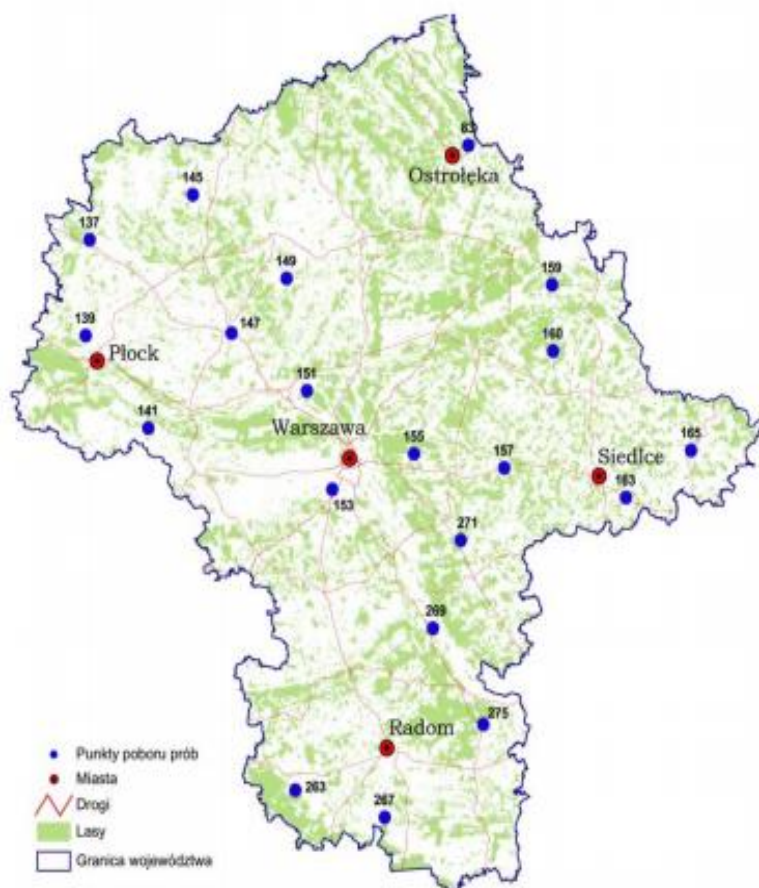 63
Ostrołęka
145
137
149
159
139
147
160
Płock
151
141
Warszawa
155
157
165
Siedlce
163
153
271
269
275
Radom
263
267
Punkty poboru prób
Miasta
Drogi
Lasy
Granica województwa